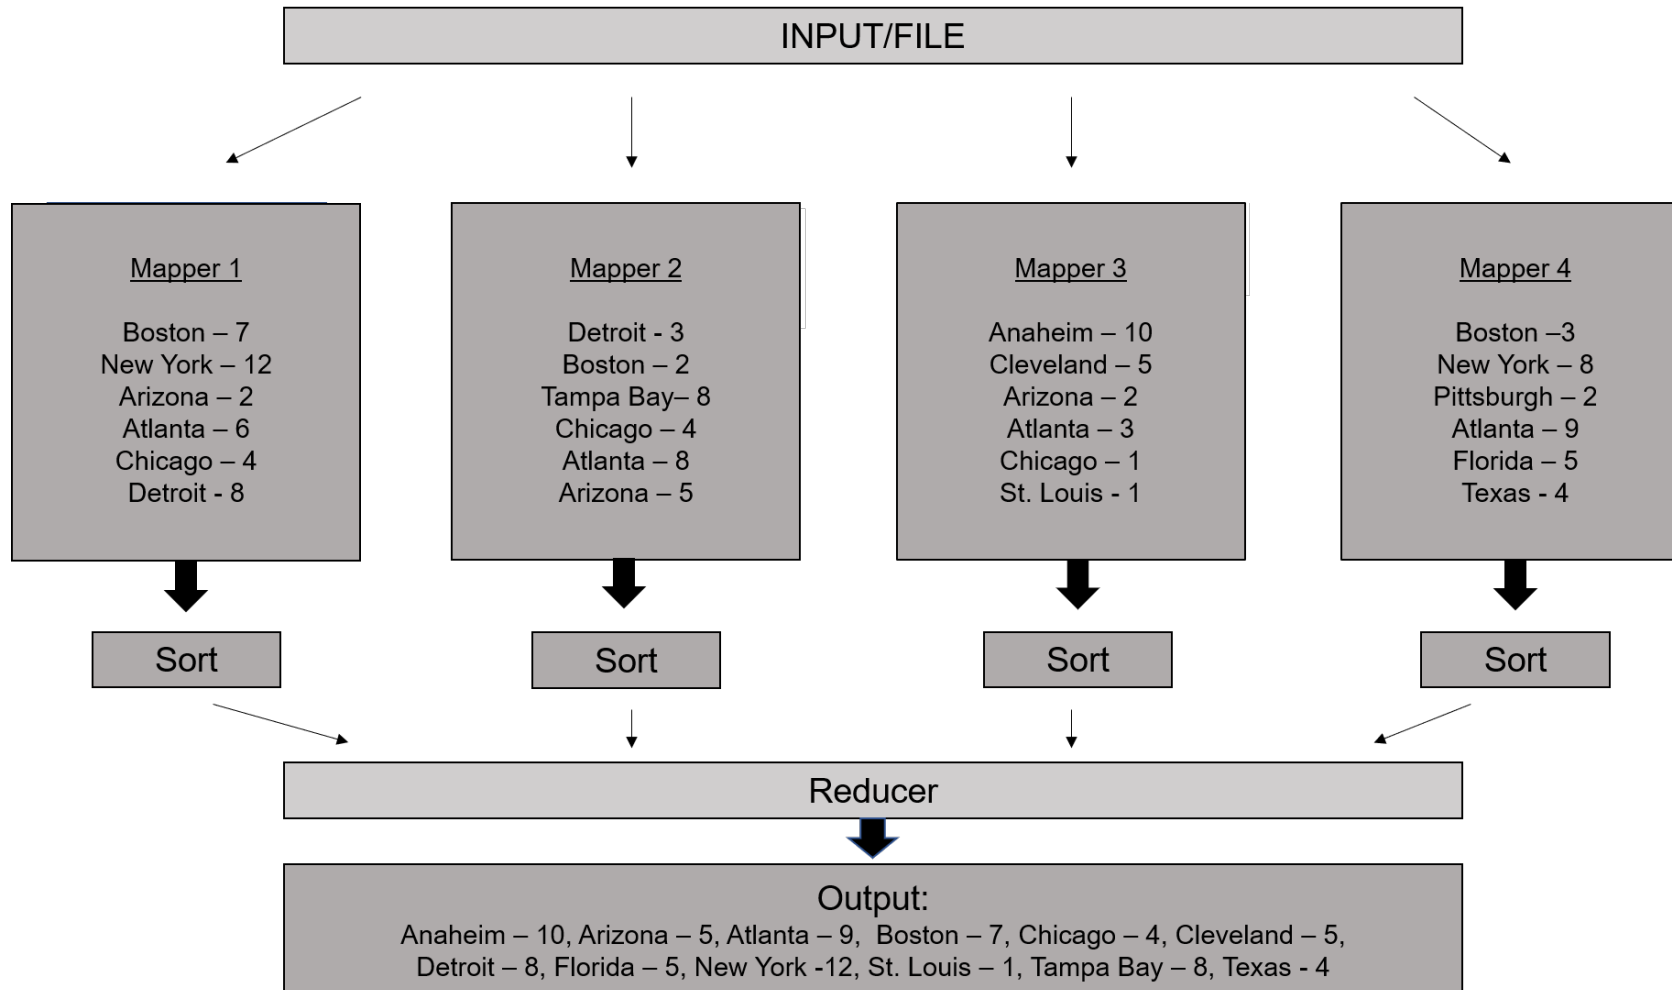 INPUT/FILE
Mapper 1
Boston – 7
New York – 12
Arizona – 2
Atlanta – 6
Chicago – 4
Detroit - 8
Mapper 2
Detroit - 3
Boston – 2
Tampa Bay– 8
Chicago – 4
Atlanta – 8
Arizona – 5
Mapper 3
Anaheim – 10
Cleveland – 5
Arizona – 2
Atlanta – 3
Chicago – 1
St. Louis - 1
Mapper 4
Boston –3
New York – 8
Pittsburgh – 2
Atlanta – 9
Florida – 5
Texas - 4
Sort
Sort
Sort
Sort
Reducer
Output:
Anaheim – 10, Arizona – 5, Atlanta – 9,  Boston – 7, Chicago – 4, Cleveland – 5,
Detroit – 8, Florida – 5, New York -12, St. Louis – 1, Tampa Bay – 8, Texas - 4